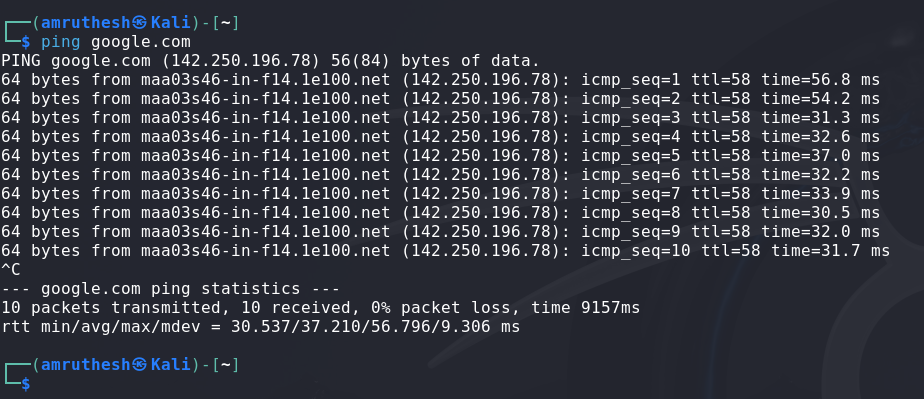 ┌──(amruthesh㉿Kali)-[~]
└─$ ping google.com
PING google.com (142.250.196.78) 56(84) bytes of data.
64 bytes from maa03s46-in-f14.1e100.net (142.250.196.78): icmp_seq=1 ttl=58 time=56.8 ms
64 bytes from maa03s46-in-f14.1e100.net (142.250.196.78): icmp_seq=2 ttl=58 time=54.2 ms
64 bytes from maa03s46-in-f14.1e100.net (142.250.196.78): icmp_seq=3 ttl=58 time=31.3 ms
64 bytes from maa03s46-in-f14.1e100.net (142.250.196.78): icmp_seq=4 ttl=58 time=32.6 ms
64 bytes from maa03s46-in-f14.1e100.net (142.250.196.78): icmp_seq=5 ttl=58 time=37.0 ms
64 bytes from maa03s46-in-f14.1e100.net (142.250.196.78): icmp_seq=6 ttl=58 time=32.2 ms
64 bytes from maa03s46-in-f14.1e100.net (142.250.196.78): icmp_seq=7 ttl=58 time=33.9 ms
64 bytes from maa03s46-in-f14.1e100.net (142.250.196.78): icmp_seq=8 ttl=58 time=30.5 ms
64 bytes from maa03s46-in-f14.1e100.net (142.250.196.78): icmp_seq=9 ttl=58 time=32.0 ms
64 bytes from maa03s46-in-f14.1e100.net (142.250.196.78): icmp_seq=10 ttl=58 time=31.7 ms
^C
--- google.com ping statistics ---
10 packets transmitted, 10 received, 0% packet loss, time 9157ms
rtt min/avg/max/mdev = 30.537/37.210/56.796/9.306 ms
┌──(amruthesh㉿Kali)-[~]
└─$